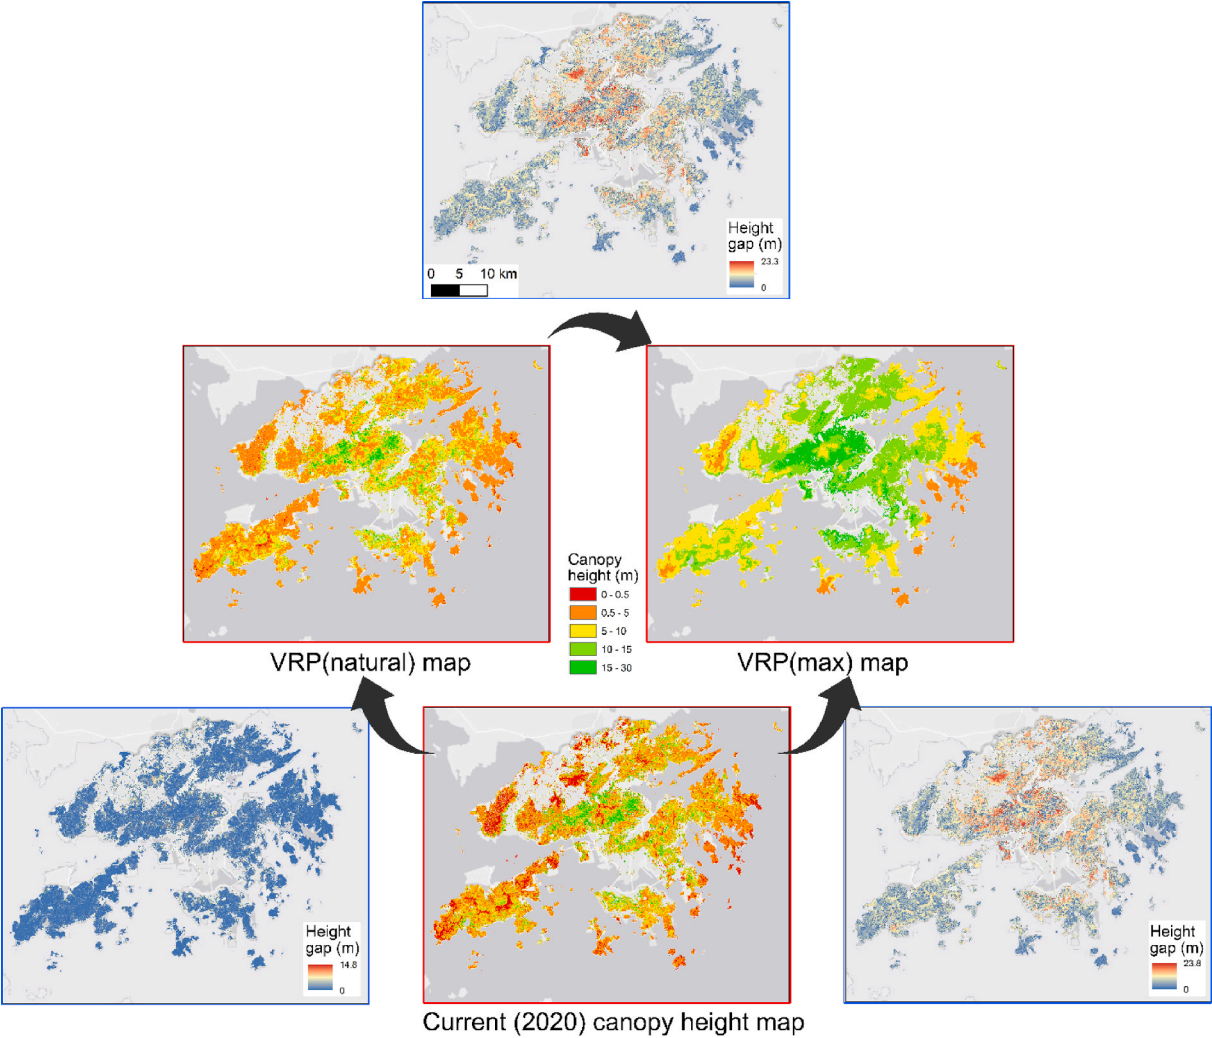 Height
gap (m)
23.3
0
0 5 10 km
VRP(natural) map
Canopy
height (m)
0 - 0.5
0.5 - 5
5 - 10
10 - 15
15 - 30
VRP(max) map
Height
gap (m)
14.8
0
Current (2020) canopy height map
Height
gap (m)
23.8
0